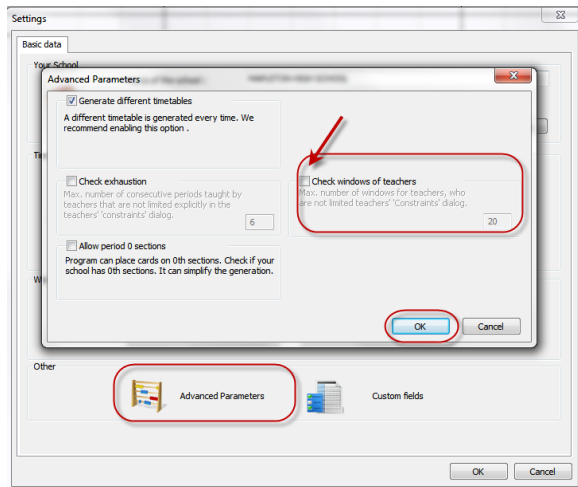 Settings
Basic data
Your School
Advanced Parameters
Generate different timetables
A different timetable is generated every time. We
recommend enabling this option .
Check exhaustion
Max. number of consecutive periods taught by
teachers that are not limited explicitly in the
teachers' 'constraints' dialog.
6
Check windows of teachers
Max. number of windows for teachers, who
are not limited teachers' 'Constraints' dialog.
20
Allow period 0 sections
Program can place cards on 0th sections. Check if your
school has 0th sections. It can simplify the generation.
OK
Cancel
Other
Advanced Parameters
Custom fields
OK
Cancel